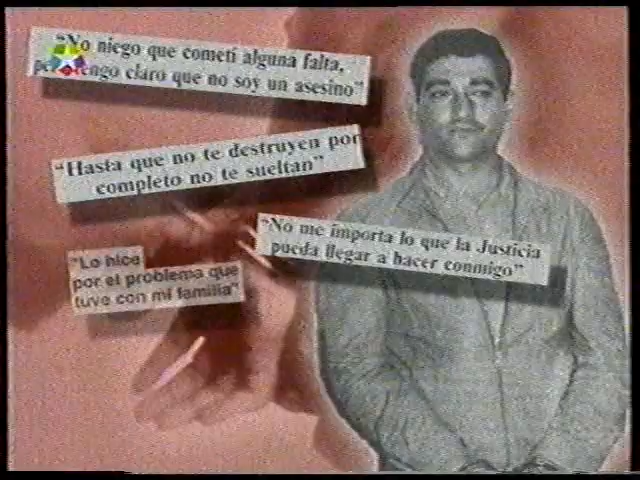 “Yo niego que cometí alguna falta,
tengo claro que no soy un asesino”
“Hasta que no te destruyen por
completo no te sueltan”
“No me importa lo que la Justicia
pueda llegar a hacer conmigo”
“Lo hice
por el problema que
tuve con mi familia”